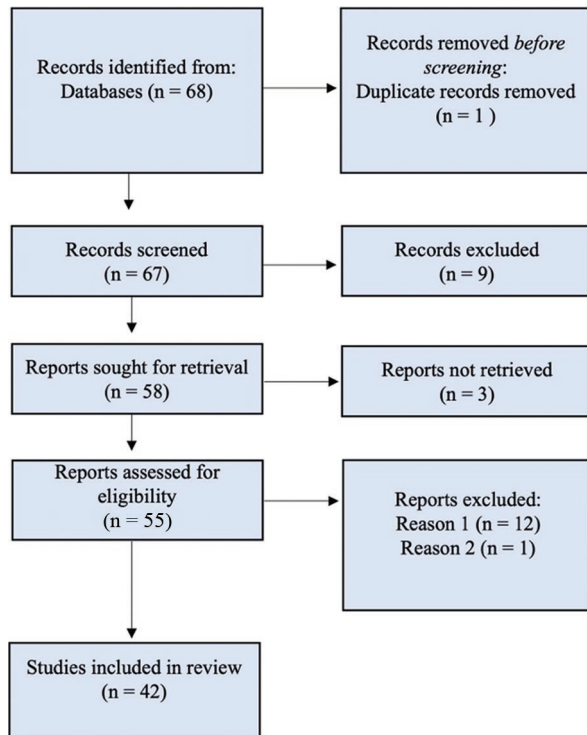 Records identified from:
Databases (n = 68)
Records removed before
screening:
Duplicate records removed
(n = 1 )
Records screened
(n = 67)
Records excluded
(n = 9)
Reports sought for retrieval
(n = 58)
Reports not retrieved
(n = 3)
Reports assessed for
eligibility
(n = 55)
Reports excluded:
Reason 1 (n = 12)
Reason 2 (n = 1)
Studies included in review
(n = 42)